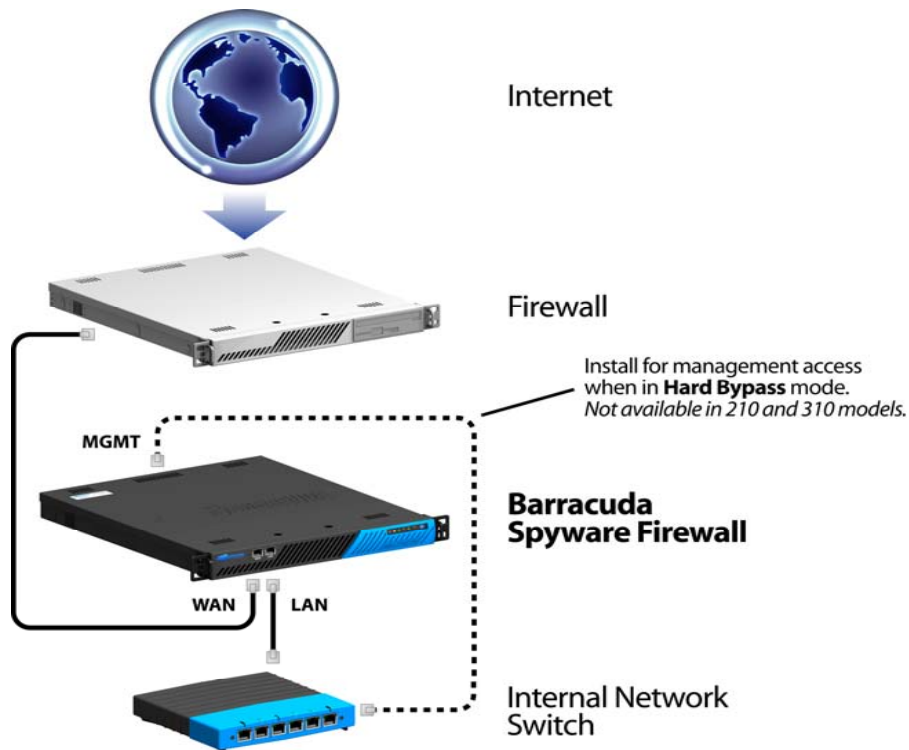 Internet
Firewall
Install for management access
when in Hard Bypass mode.
Not available in 210 and 310 models.
MGMT
Barracuda
Spyware Firewall
WAN
LAN
Internal Network
Switch